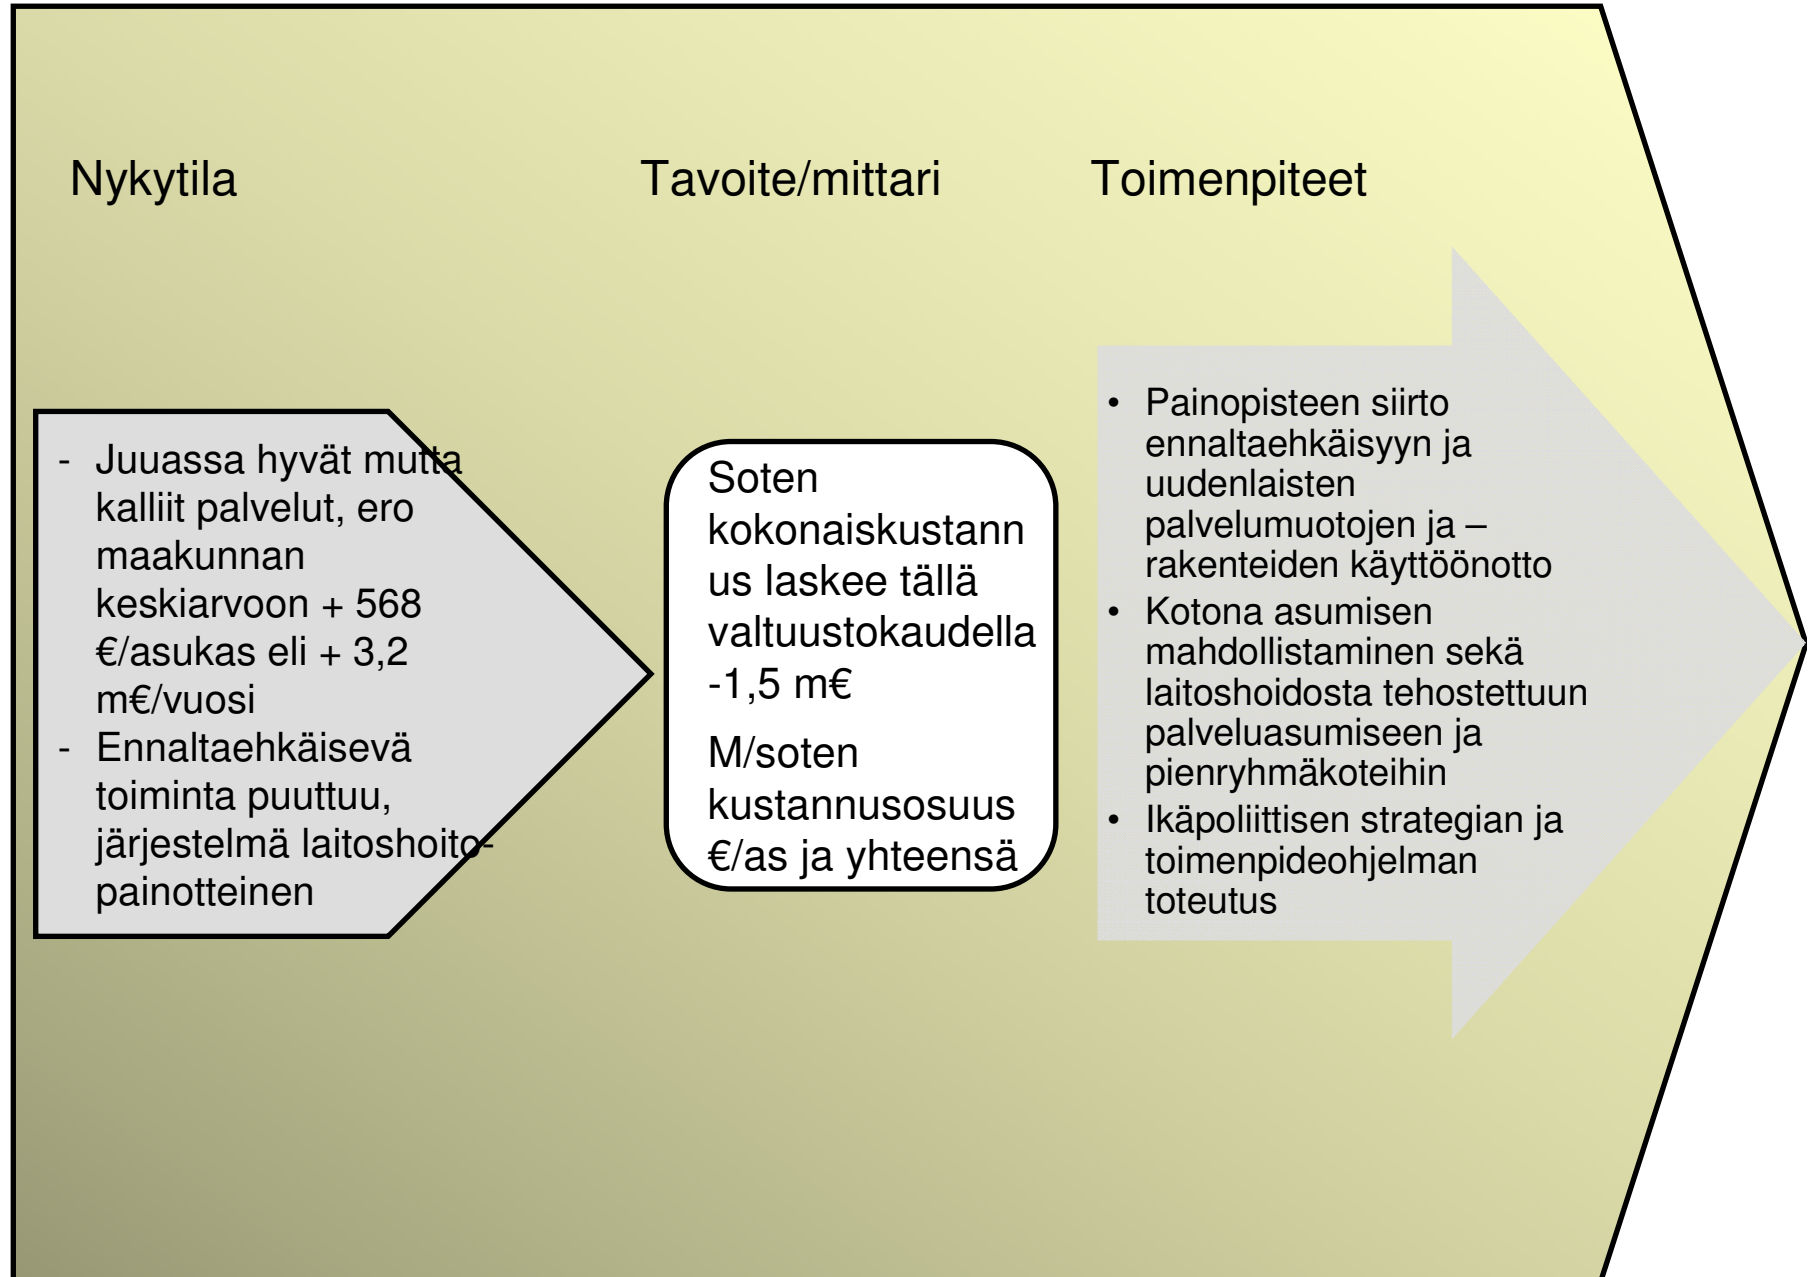 Nykytila
Tavoite/mittari
Toimenpiteet
- Juuassa hyvät mutta
kalliit palvelut, ero
maakunnan
keskiarvoon + 568
€/asukas eli + 3,2
m€/vuosi
- Ennaltaehkäisevä
toiminta puuttuu,
järjestelmä laitoshoito-
painotteinen
Soten
kokonaiskustann
us laskee tällä
valtuustokaudella
-1,5 m€
M/soten
kustannusosuus
€/as ja yhteensä
• Painopisteen siirto
ennaltaehkäisyyn ja
uudenlaisten
palvelumuotojen ja –
rakenteiden käyttöönotto
• Kotona asumisen
mahdollistaminen sekä
laitoshoidosta tehostettuun
palveluasumiseen ja
pienryhmäkoteihin
• Ikäpoliittisen strategian ja
toimenpideohjelman
toteutus